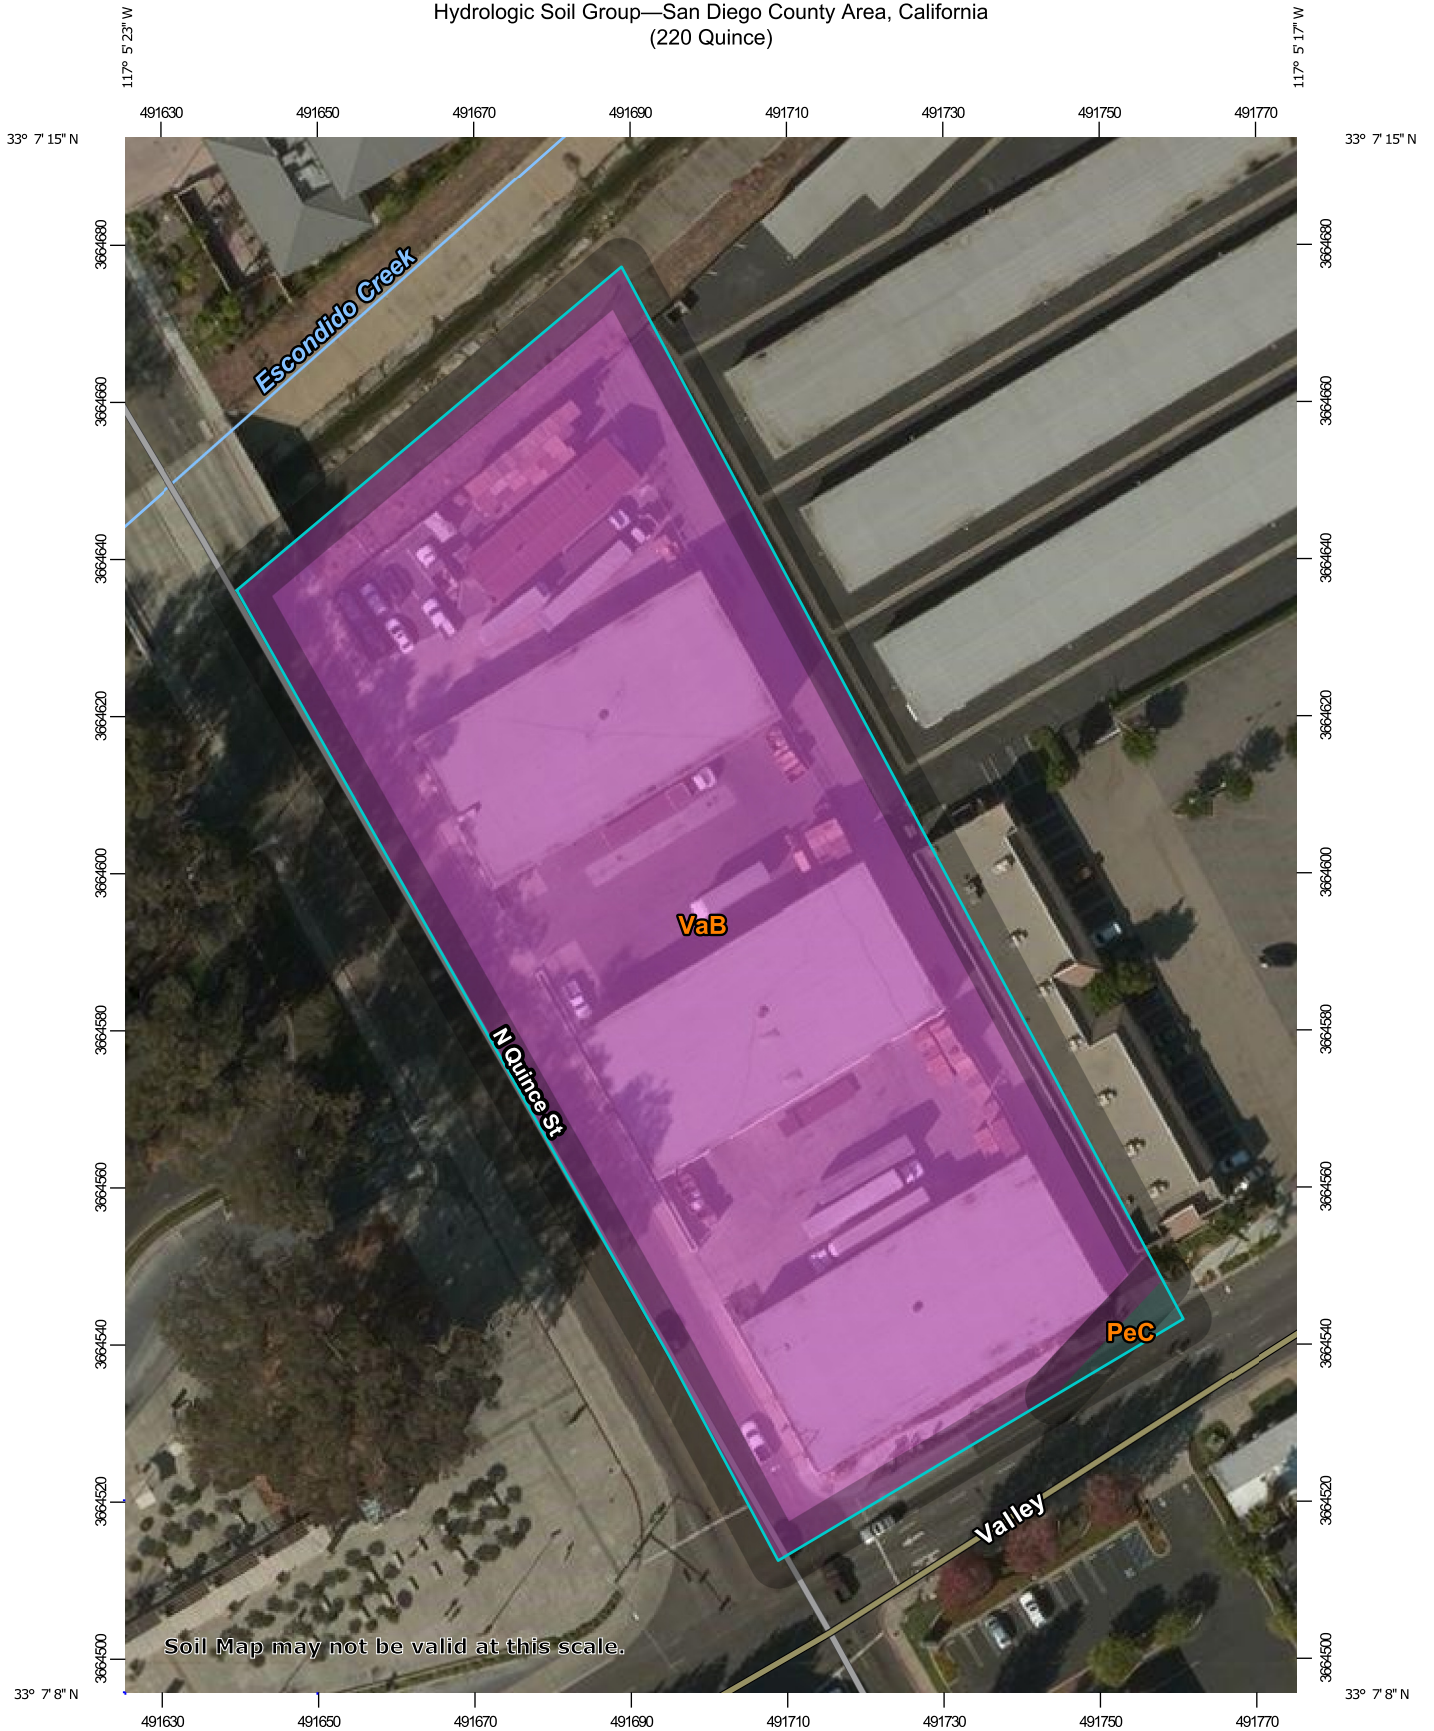 Hydrologic Soil Group—San Diego County Area, California
(220 Quince)
117° 5' 23" W
117° 5' 17" W
491630
491650
491670
491690
491710
491730
491750
491770
33° 7' 15" N
33° 7' 15" N
3664680
3664680
Escondido Creek
3664660
3664660
3664640
3664640
3664620
3664620
3664600
3664600
VaB
3664580
3664580
N Quince St
3664560
3664560
PeC
3664540
3664540
Valley
3664520
3664520
Soil Map may not be valid at this scale.
3664500
3664500
33° 7' 8" N
33° 7' 8" N
491630
491650
491670
491690
491710
491730
491750
491770